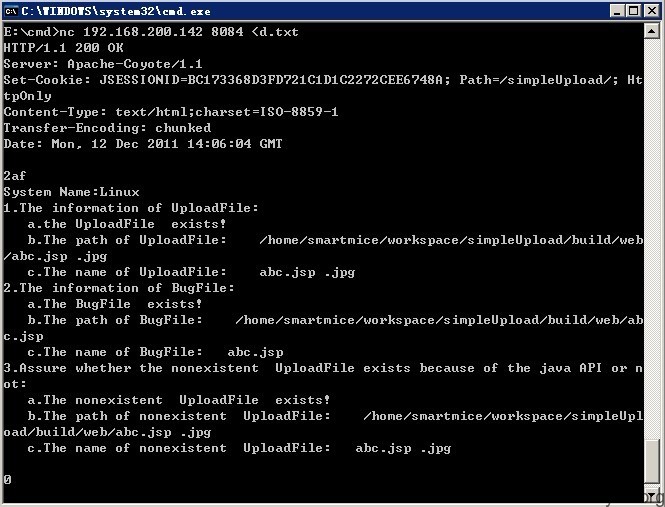 C:\WINDOWS\system32\cmd.exe
E:\cmd>nc 192.168.200.142 8084 <d.txt
HTTP/1.1 200 OK
Server: Apache-Coyote/1.1
Set-Cookie: JSESSIONID=BC173368D3FD721C1D1C2272CEE6748A; Path=/simpleUpload/; Ht
tpOnly
Content-Type: text/html;charset=ISO-8859-1
Transfer-Encoding: chunked
Date: Mon, 12 Dec 2011 14:06:04 GMT
2af
System Name:Linux
1.The information of UploadFile:
   a.the UploadFile  exists!
   b.The path of UploadFile:    /home/smartmice/workspace/simpleUpload/build/web
/abc.jsp .jpg
   c.The name of UploadFile:    abc.jsp .jpg
2.The information of BugFile:
   a.The BugFile  exists!
   b.The path of BugFile:    /home/smartmice/workspace/simpleUpload/build/web/ab
c.jsp
   c.The name of BugFile:   abc.jsp
3.Assure whether the nonexistent  UploadFile exists because of the java API or n
ot:
   a.The nonexistent  UploadFile  exists!
   b.The path of nonexistent  UploadFile:    /home/smartmice/workspace/simpleUpl
oad/build/web/abc.jsp .jpg
   c.The name of nonexistent  UploadFile:   abc.jsp .jpg
0